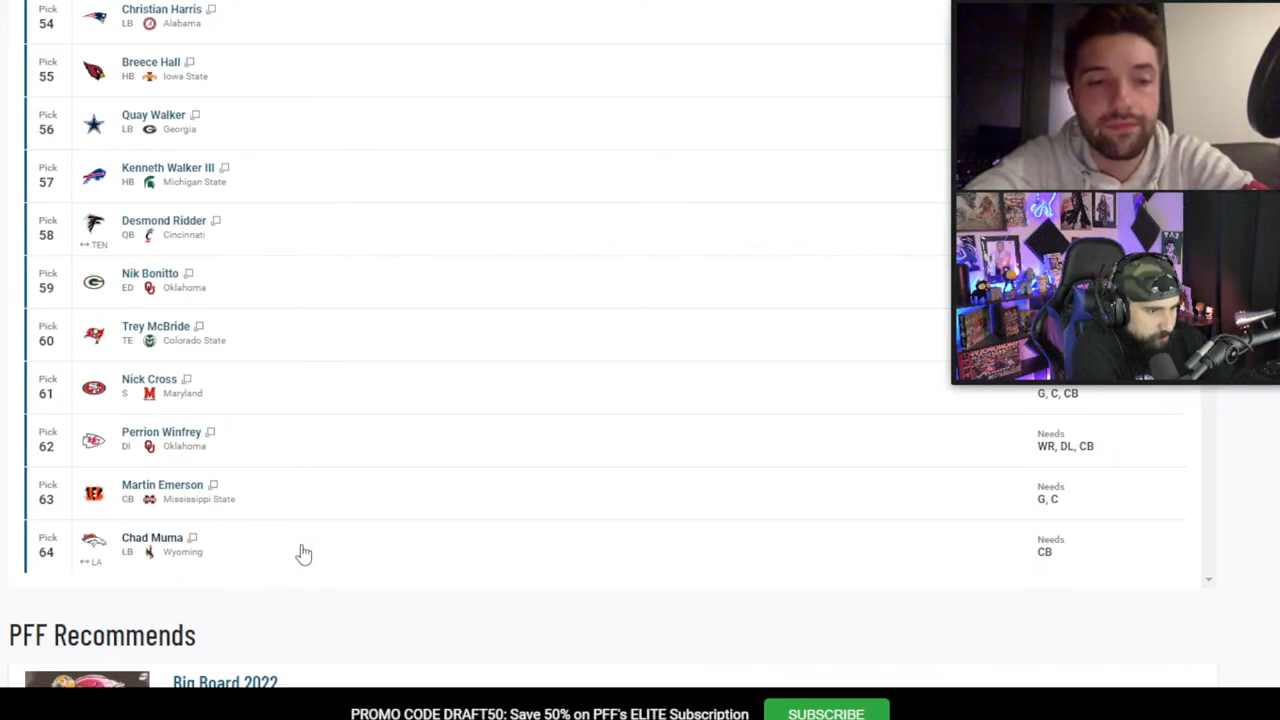 Pick
54
Christian Harris
LB Alabama
Pick
55
Breece Hall
HB Iowa State
Pick
56
Quay Walker
LB Georgia
Pick
57
Kenneth Walker III
HB Michigan State
Pick
58
Desmond Ridder
QB Cincinnati
↔ TEN
Pick
59
Nik Bonitto
ED Oklahoma
Pick
60
Trey McBride
TE Colorado State
Pick
61
Nick Cross
S Maryland
G, C, CB
Pick
62
Perrion Winfrey
DI Oklahoma
Needs
WR, DL, CB
Pick
63
Martin Emerson
CB Mississippi State
Needs
G, C
Pick
64
Chad Muma
LB Wyoming
↔ LA
Needs
CB
PFF Recommends
Big Board 2022
PROMO CODE DRAFT50: Save 50% on PFF's ELITE Subscription
SUBSCRIBE